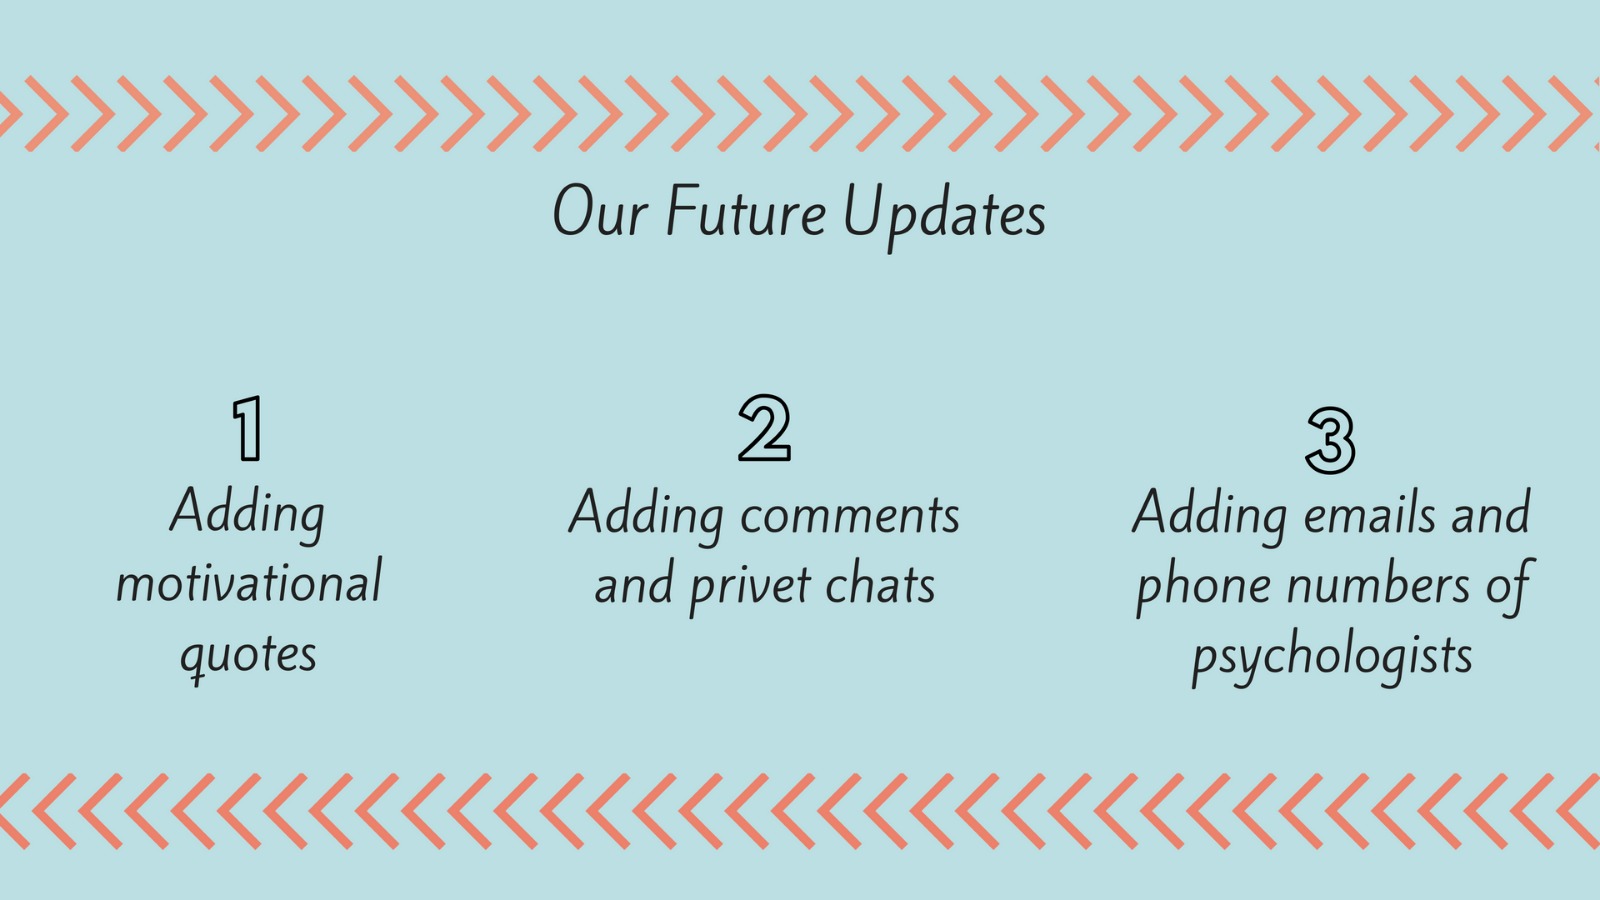 Our Future Updates
1
Adding
motivational
quotes
2
Adding comments
and privet chats
3
Adding emails and
phone numbers of
psychologists